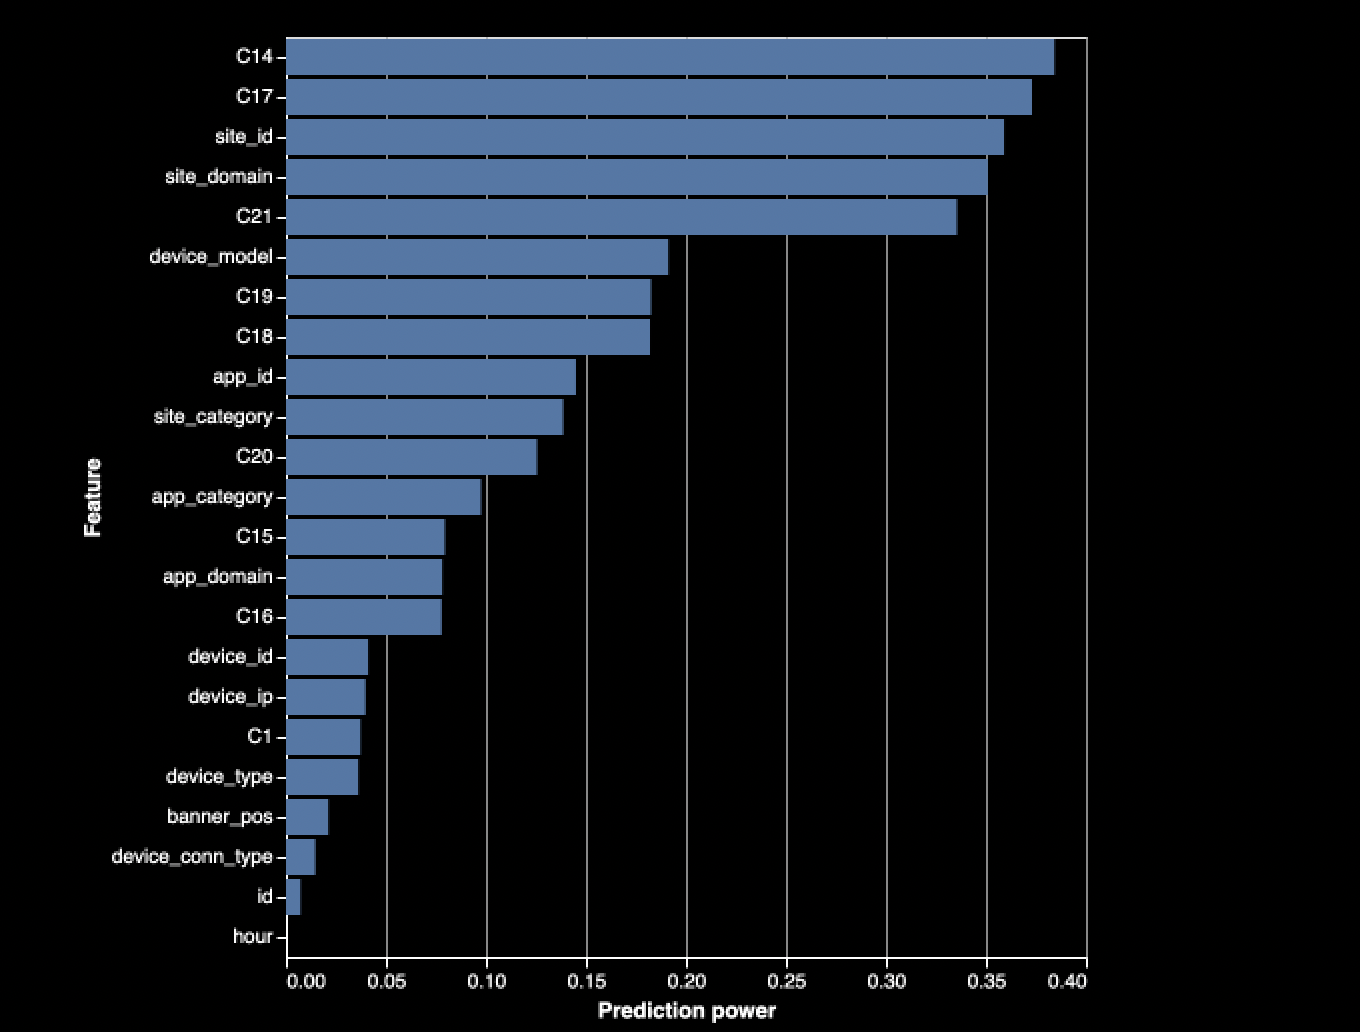 C14
C17
site_id
site_domain
C21
device_model
C19
C18
app_id
site_category
C20
app_category
C15
app_domain
C16
device_id
device_ip
C1
device_type
banner_pos
device_conn_type
id
hour
Feature
0.00 0.05 0.10 0.15 0.20 0.25 0.30 0.35 0.40
Prediction power